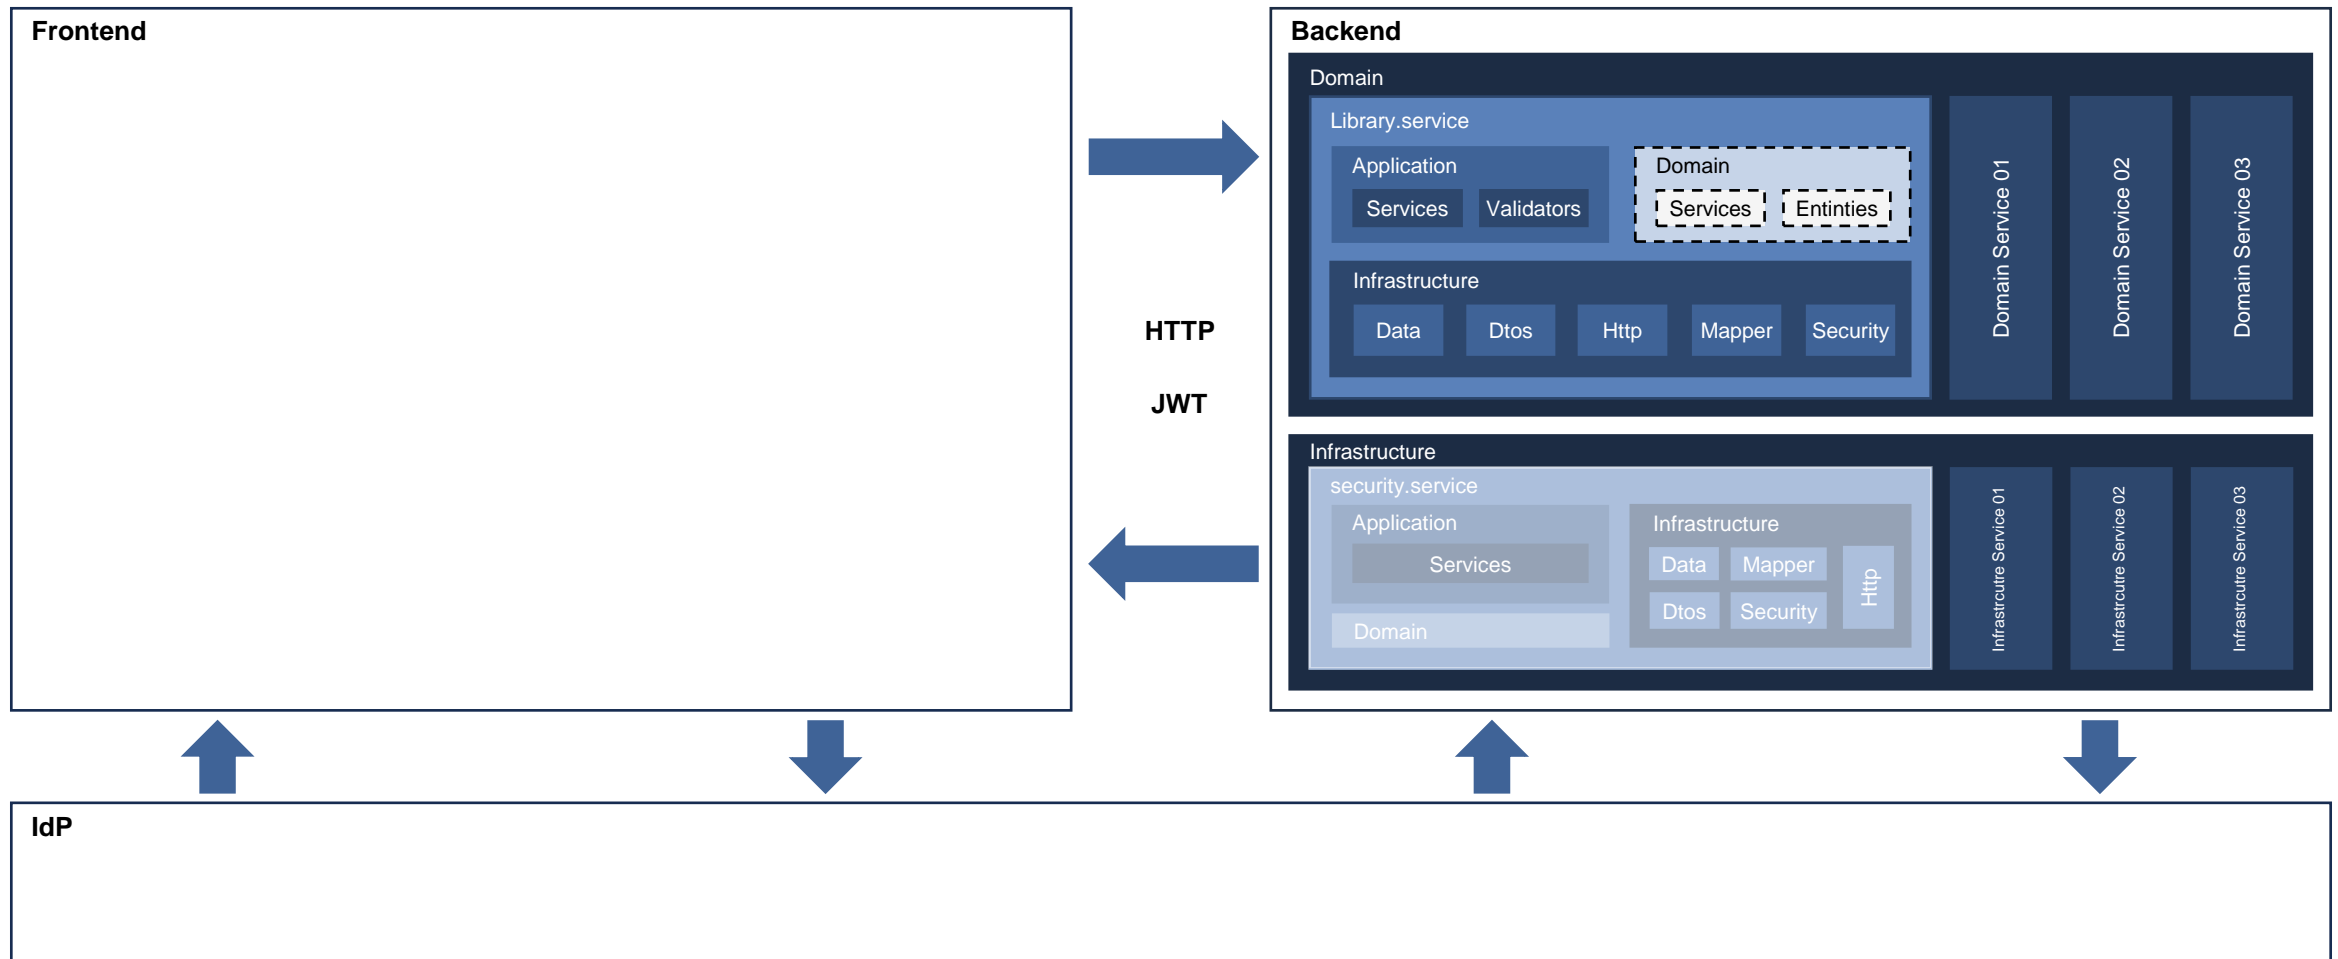 Frontend
HTTP
JWT
Backend
Domain
Library.service
Application
Services
Validators
Domain
Services
Entinties
Infrastructure
Data
Dtos
Http
Mapper
Security
Domain Service 01
Domain Service 02
Domain Service 03
Infrastructure
security.service
Application
Services
Domain
Infrastructure
Data
Mapper
Dtos
Security
Http
Infrastrcutre Service 01
Infrastrcutre Service 02
Infrastrcutre Service 03
IdP